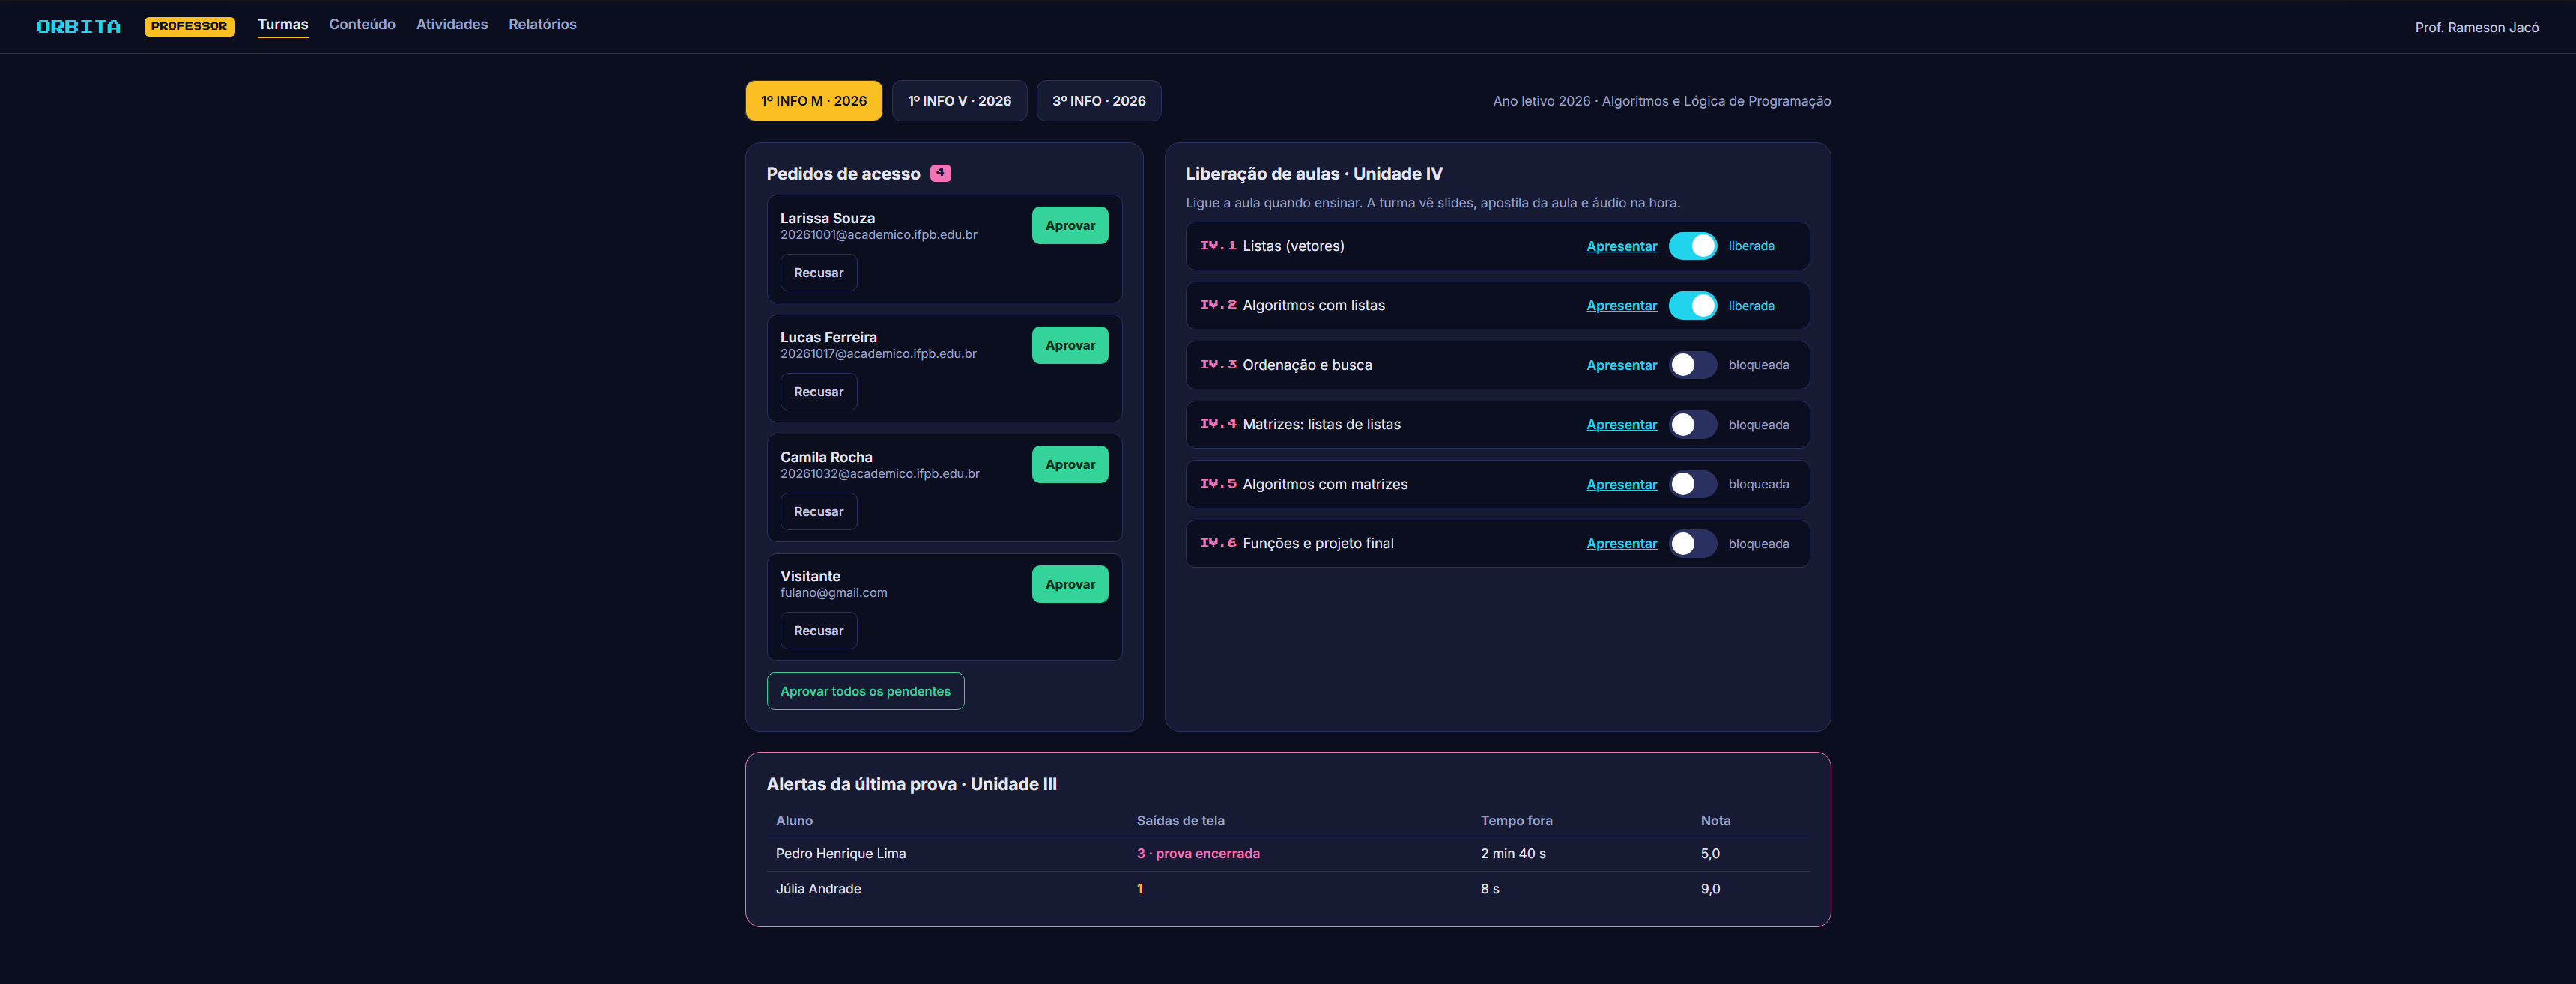 ORBITA PROFESSOR Turmas Conteúdo Atividades Relatórios Prof. Rameson Jacó
1º INFO M · 2026 1º INFO V · 2026 3º INFO · 2026 Ano letivo 2026 · Algoritmos e Lógica de Programação
Pedidos de acesso 4
Larissa Souza
20261001@academico.ifpb.edu.br
Aprovar
Recusar
Lucas Ferreira
20261017@academico.ifpb.edu.br
Aprovar
Recusar
Camila Rocha
20261032@academico.ifpb.edu.br
Aprovar
Recusar
Visitante
fulano@gmail.com
Aprovar
Recusar
Aprovar todos os pendentes
Liberação de aulas · Unidade IV
Ligue a aula quando ensinar. A turma vê slides, apostila da aula e áudio na hora.
IV.1 Listas (vetores) Apresentar liberada
IV.2 Algoritmos com listas Apresentar liberada
IV.3 Ordenação e busca Apresentar bloqueada
IV.4 Matrizes: listas de listas Apresentar bloqueada
IV.5 Algoritmos com matrizes Apresentar bloqueada
IV.6 Funções e projeto final Apresentar bloqueada
Alertas da última prova · Unidade III
Aluno Saídas de tela Tempo fora Nota
Pedro Henrique Lima 3 · prova encerrada 2 min 40 s 5,0
Júlia Andrade 1 8 s 9,0